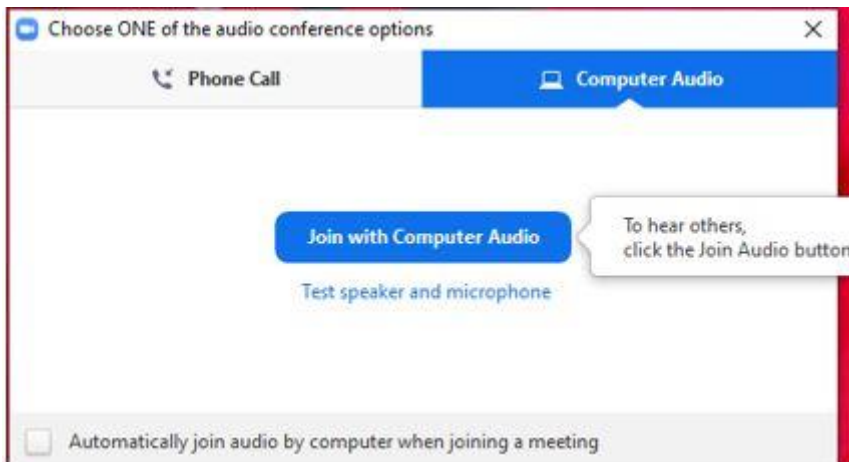 Choose ONE of the audio conference options
Phone Call
Computer Audio
Join with Computer Audio
To hear others,
click the Join Audio button
Test speaker and microphone
Automatically join audio by computer when joining a meeting